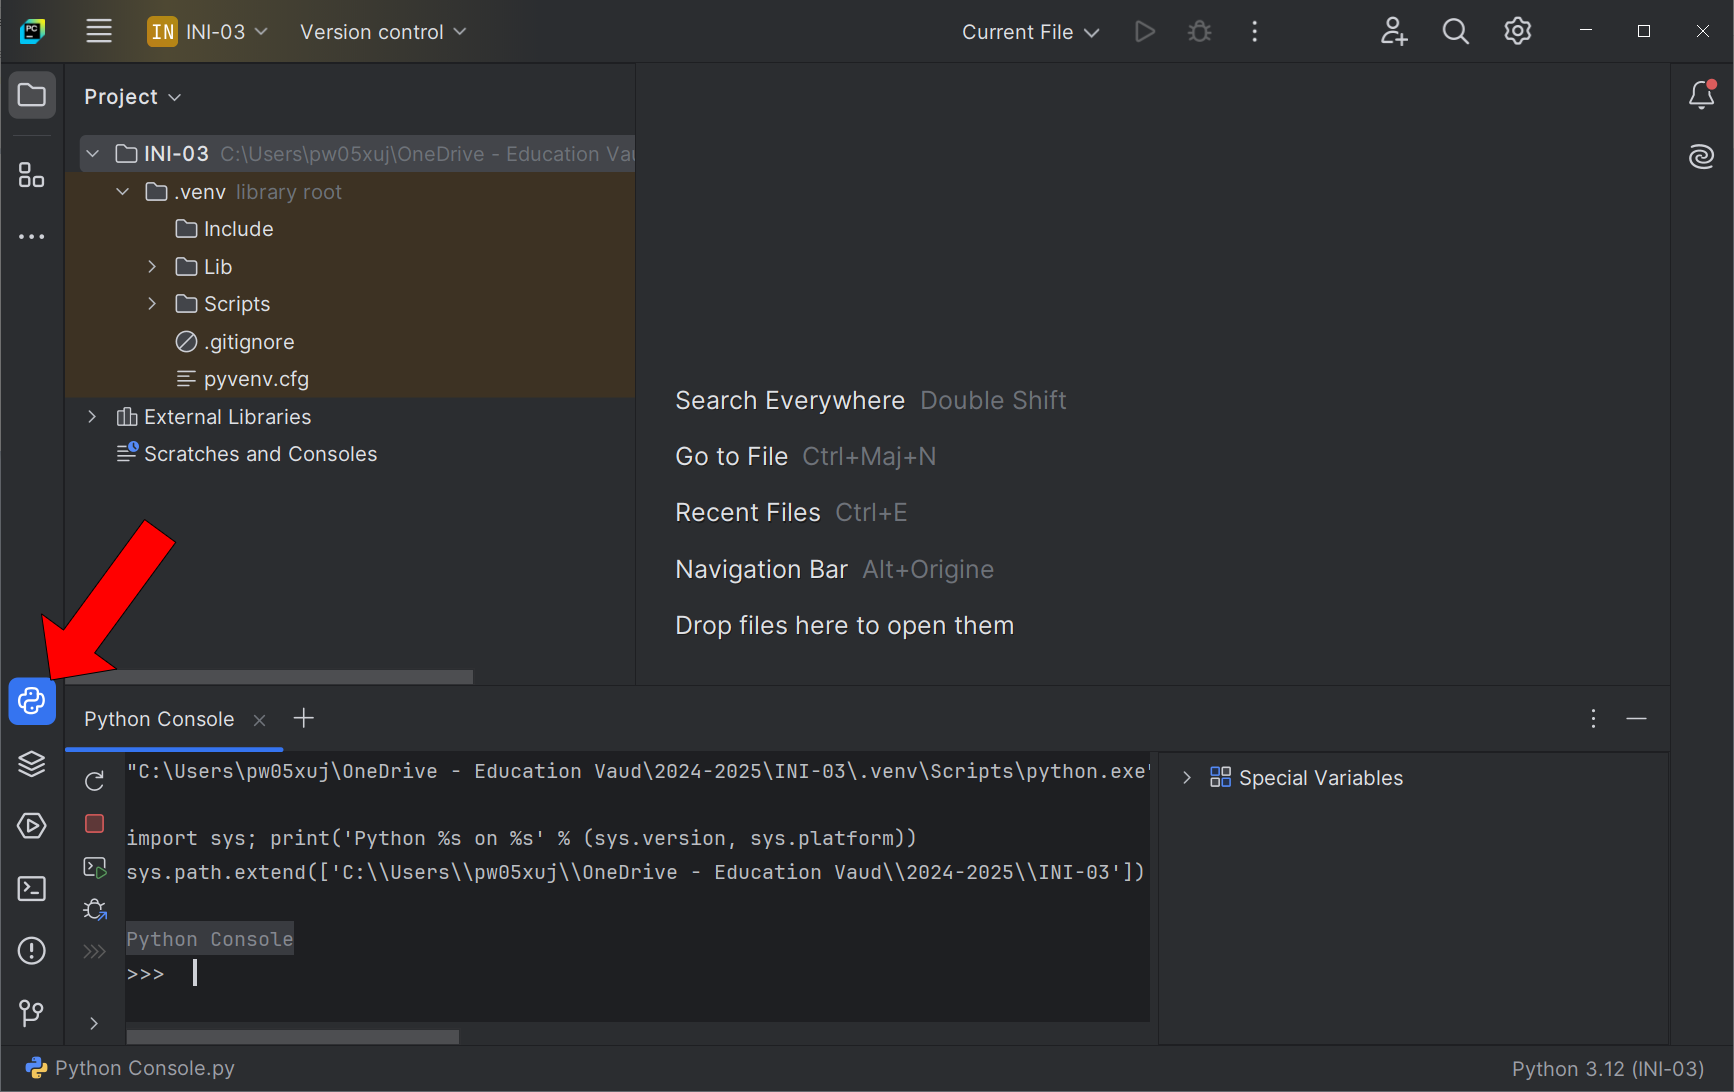 PC
IN INI-03
Version control
Current File
Project
INI-03 C:\Users\pw05xuj\OneDrive - Education Vau
.venv library root
Include
Lib
Scripts
.gitignore
pyvenv.cfg
External Libraries
Scratches and Consoles
Search Everywhere Double Shift
Go to File Ctrl+Maj+N
Recent Files Ctrl+E
Navigation Bar Alt+Origine
Drop files here to open them
Python Console
"C:\Users\pw05xuj\OneDrive - Education Vaud\2024-2025\INI-03\.venv\Scripts\python.exe"
import sys; print('Python %s on %s' % (sys.version, sys.platform))
sys.path.extend(['C:\\Users\\pw05xuj\\OneDrive - Education Vaud\\2024-2025\\INI-03'])
Python Console
>>>
Special Variables
Python Console.py
Python 3.12 (INI-03)